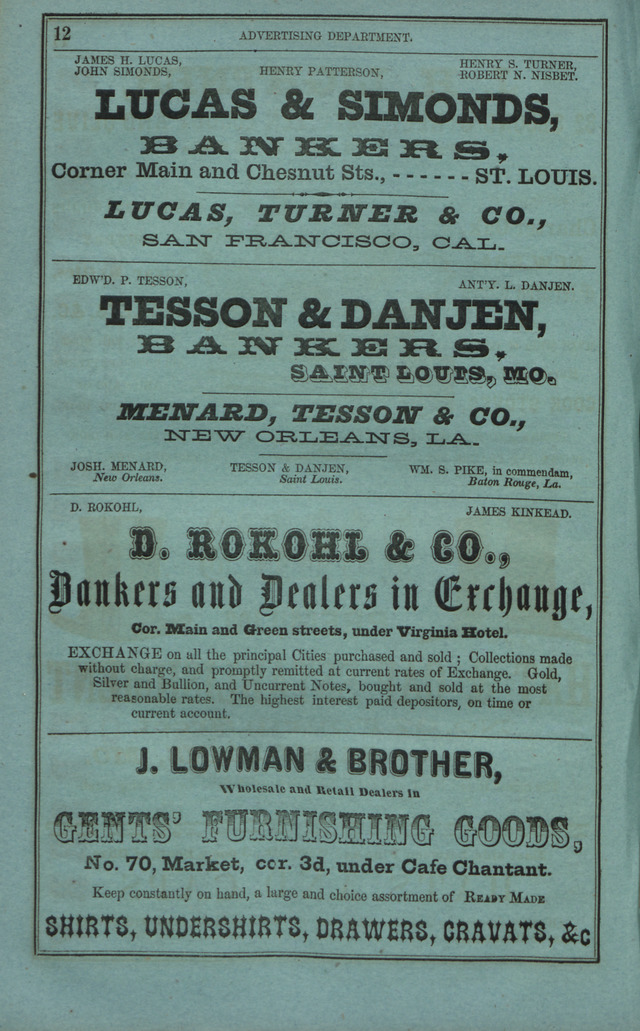 12 ADVERTISING DEPARTMENT.
JAMES H. LUCAS, HENRY S. TURNER,
JOHN SIMONDS, HENRY PATTERSON, ROBERT N. NISBET.
LUCAS & SIMONDS,
BANKERS,
Corner Main and Chesnut Sts., - - - - - - ST. LOUIS.
LUCAS, TURNER & CO.,
SAN FRANCISCO, CAL.
EDW'D. P. TESSON, ANT'Y. L. DANJEN.
TESSON & DANJEN,
BANKERS,
SAINT LOUIS, MO.
MENARD, TESSON & CO.,
NEW ORLEANS, LA.
JOSH. MENARD, TESSON & DANJEN, WM. S. PIKE, in commendam,
New Orleans. Saint Louis. Baton Rouge, La.
D. ROKOHL, JAMES KINKEAD.
D. ROKOHL & CO.,
Bankers and Dealers in Exchange,
Cor. Main and Green streets, under Virginia Hotel.
EXCHANGE on all the principal Cities purchased and sold ; Collections made
without charge, and promptly remitted at current rates of Exchange. Gold,
Silver and Bullion, and Uncurrent Notes, bought and sold at the most
reasonable rates. The highest interest paid depositors, on time or
current account.
J. LOWMAN & BROTHER,
Wholesale and Retail Dealers in
GENTS' FURNISHING GOODS,
No. 70, Market, cor. 3d, under Cafe Chantant.
Keep constantly on hand, a large and choice assortment of READY MADE
SHIRTS, UNDERSHIRTS, DRAWERS, CRAVATS, &C